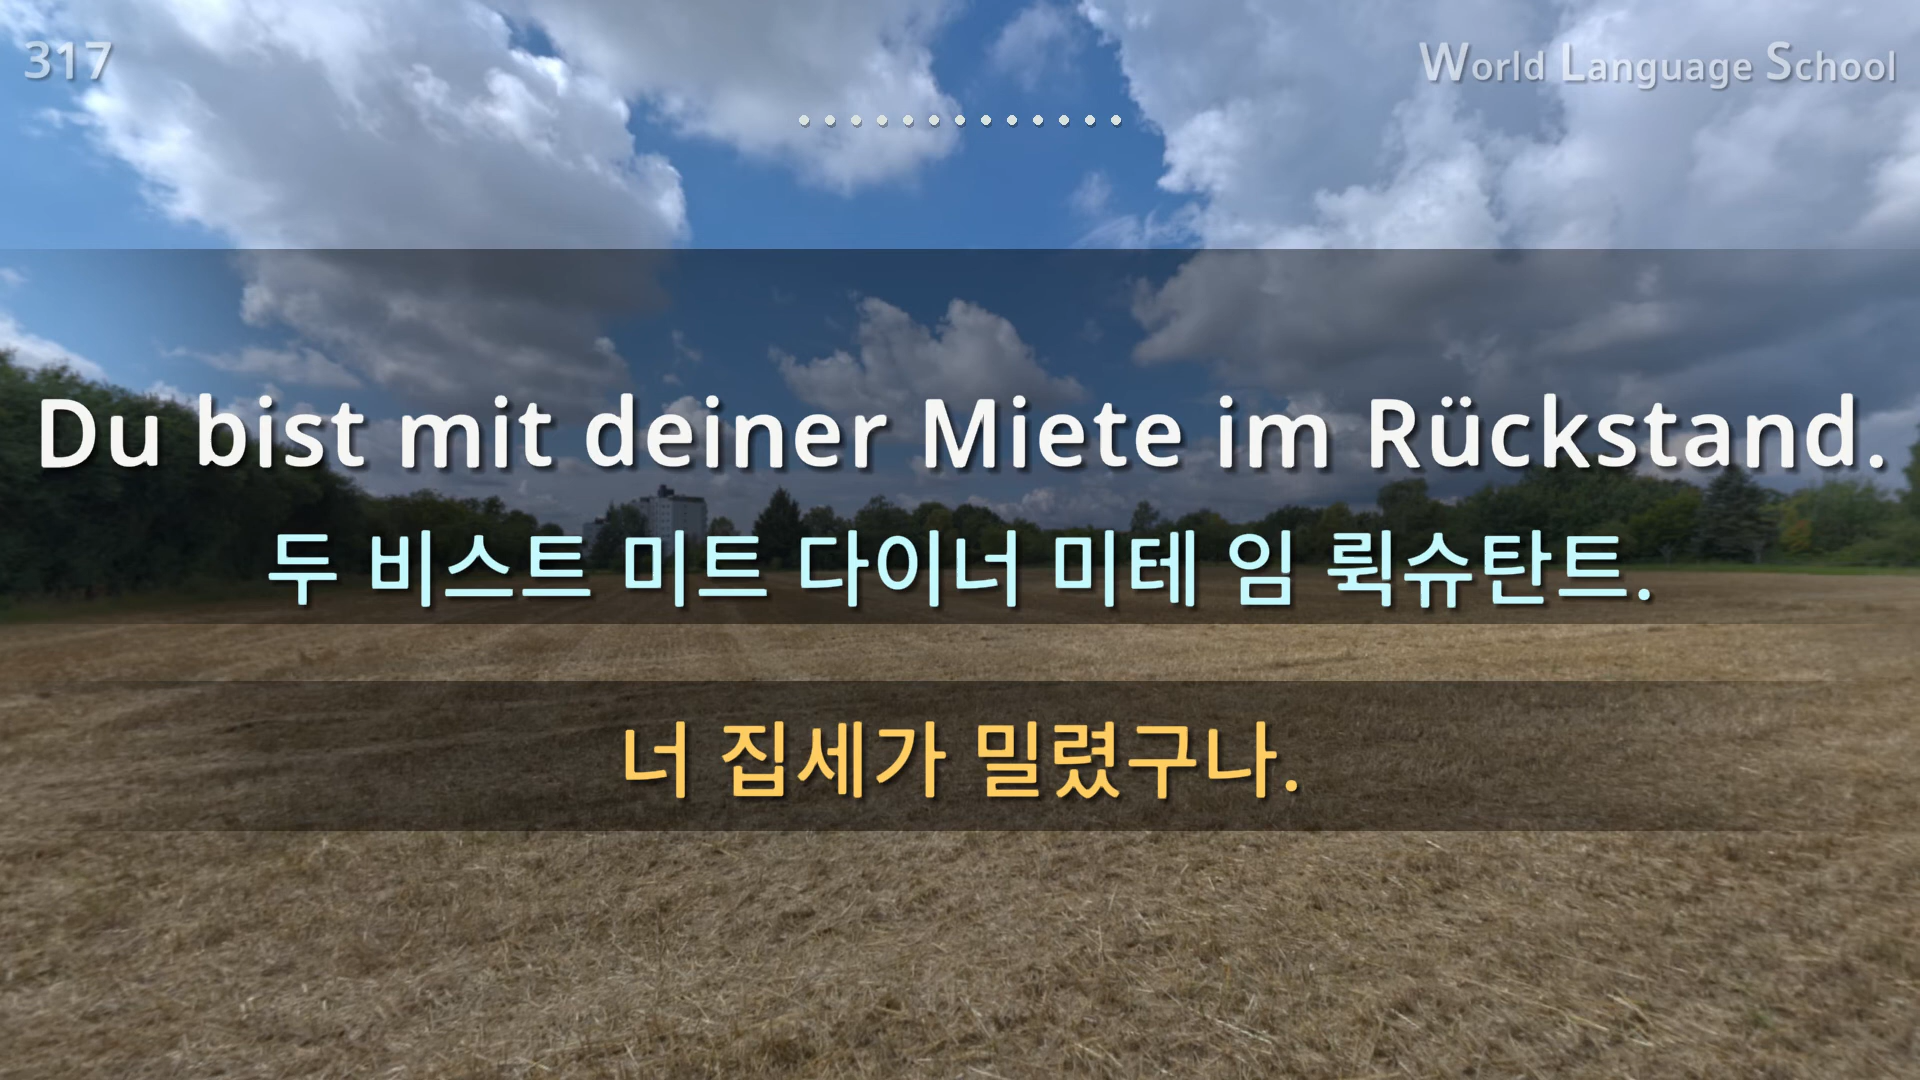 317
World Language School
Du bist mit deiner Miete im Rückstand.
두 비스트 미트 다이너 미테 임 뤽슈탄트.
너 집세가 밀렸구나.